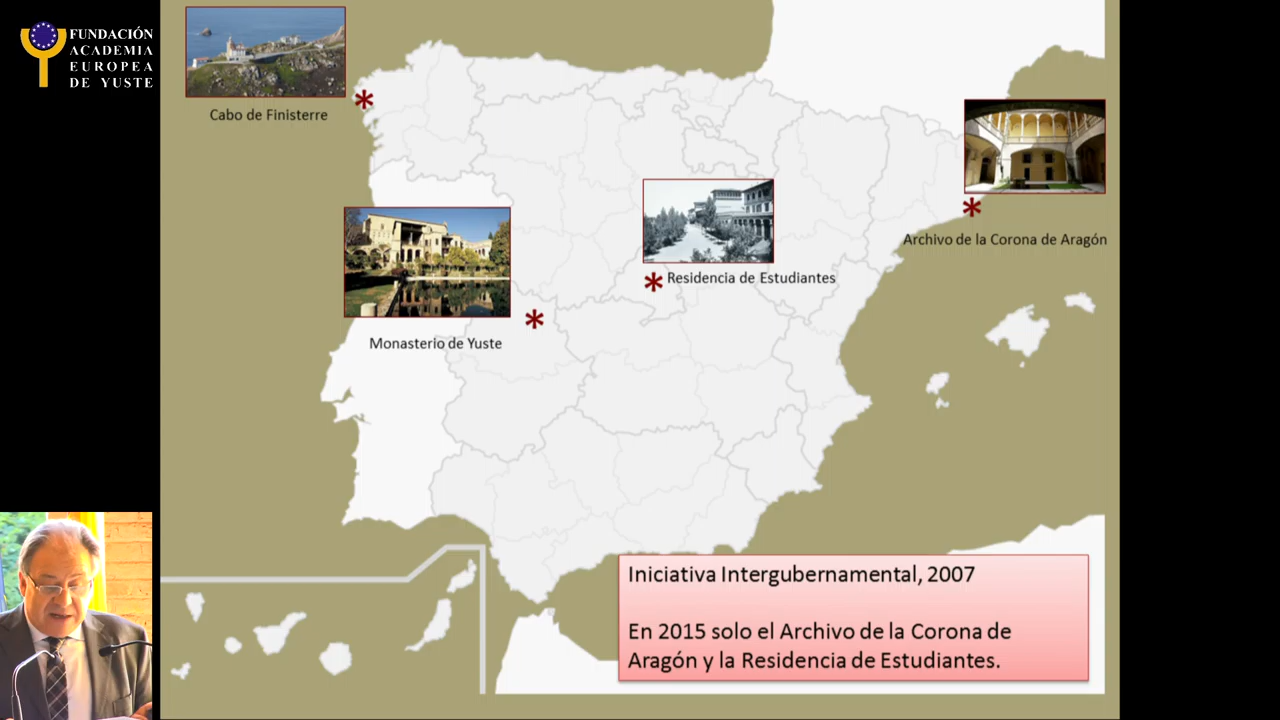 FUNDACIÓN
ACADEMIA
EUROPEA
DE YUSTE
Cabo de Finisterre
Archivo de la Corona de Aragón
Residencia de Estudiantes
Monasterio de Yuste
Iniciativa Intergubernamental, 2007
En 2015 solo el Archivo de la Corona de
Aragón y la Residencia de Estudiantes.